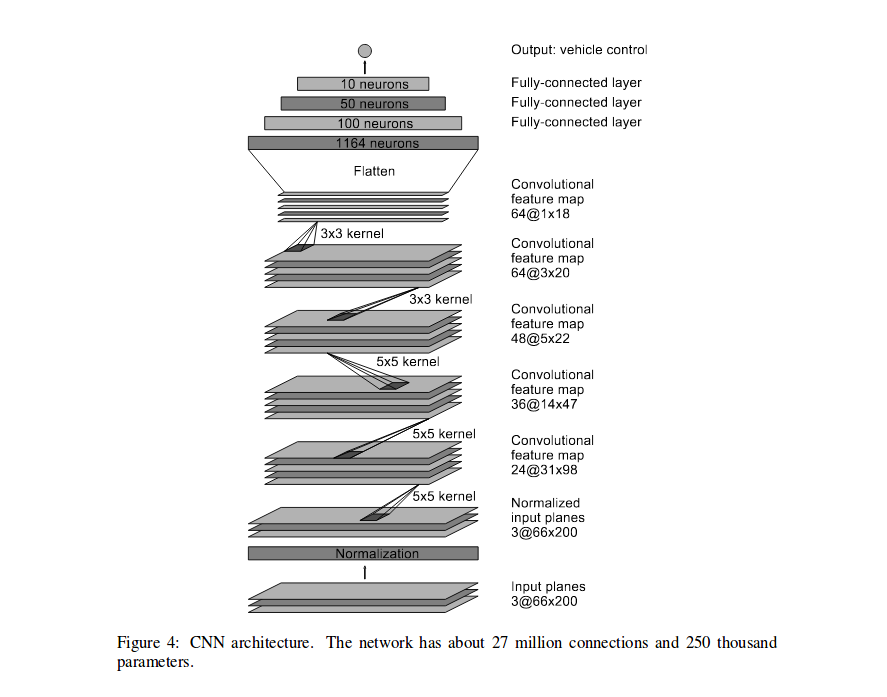 Output: vehicle control
10 neurons
Fully-connected layer
50 neurons
Fully-connected layer
100 neurons
Fully-connected layer
1164 neurons
Flatten
Convolutional
feature map
64@1x18
3x3 kernel
Convolutional
feature map
64@3x20
3x3 kernel
Convolutional
feature map
48@5x22
5x5 kernel
Convolutional
feature map
36@14x47
5x5 kernel
Convolutional
feature map
24@31x98
5x5 kernel
Normalized
input planes
3@66x200
Normalization
Input planes
3@66x200
Figure 4: CNN architecture. The network has about 27 million connections and 250 thousand
parameters.